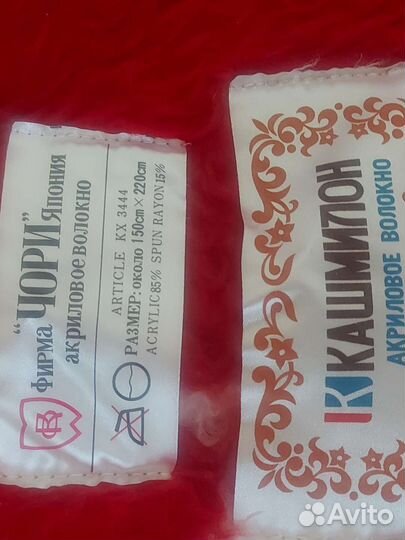 Фирма "ЧОРИ" Япония
акриловое волокно
ARTICLE KX 3444
РАЗМЕР: около 150cm × 220cm
ACRYLIC 85% SPUN RAYON 15%
КАШМИЛОН
АКРИЛОВОЕ ВОЛОКНО
Avito